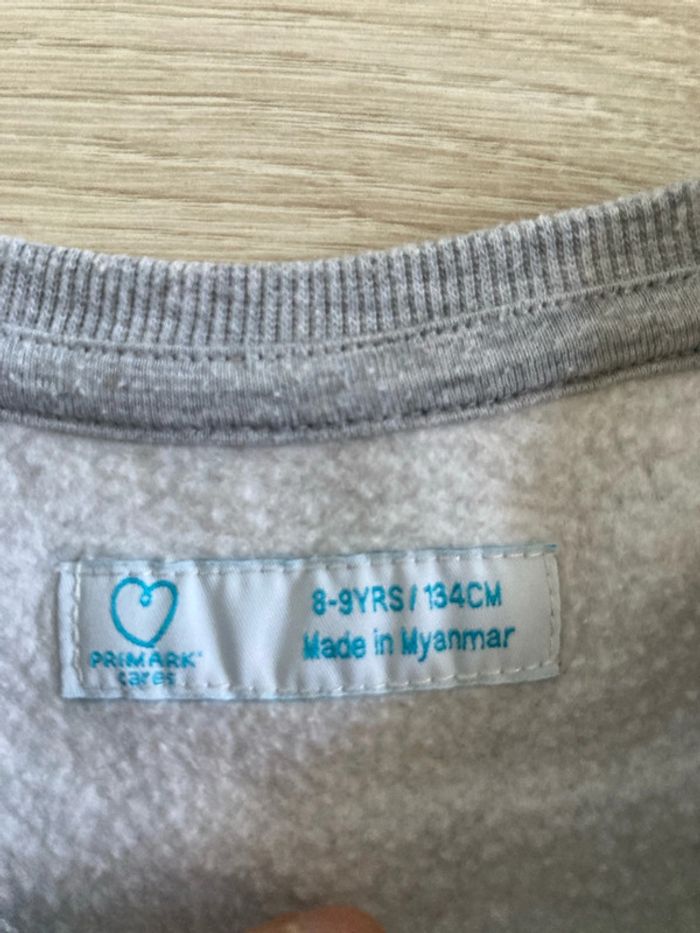 PRIMARK
cares
8-9YRS / 134CM
Made in Myanmar